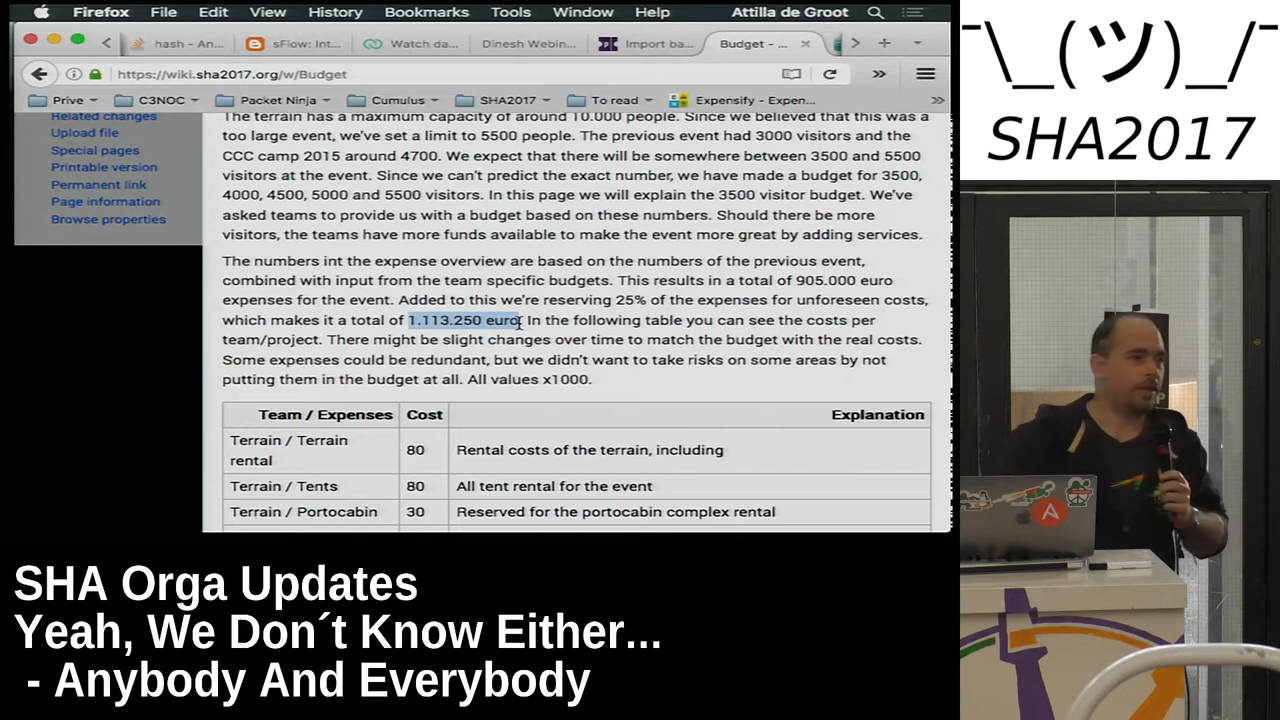 Firefox File Edit View History Bookmarks Tools Window Help Attilla de Groot
hash - An... sFlow: Int... Watch da... Dinesh Webin... Import ba... Budget - ...
https://wiki.sha2017.org/w/Budget
Prive C3NOC Packet Ninja Cumulus SHA2017 To read Expensify - Expen...
Related changes
Upload file
Special pages
Printable version
Permanent link
Page information
Browse properties
The terrain has a maximum capacity of around 10.000 people. Since we believed that this was a
too large event, we've set a limit to 5500 people. The previous event had 3000 visitors and the
CCC camp 2015 around 4700. We expect that there will be somewhere between 3500 and 5500
visitors at the event. Since we can't predict the exact number, we have made a budget for 3500,
4000, 4500, 5000 and 5500 visitors. In this page we will explain the 3500 visitor budget. We've
asked teams to provide us with a budget based on these numbers. Should there be more
visitors, the teams have more funds available to make the event more great by adding services.
The numbers int the expense overview are based on the numbers of the previous event,
combined with input from the team specific budgets. This results in a total of 905.000 euro
expenses for the event. Added to this we're reserving 25% of the expenses for unforeseen costs,
which makes it a total of 1.113.250 euro. In the following table you can see the costs per
team/project. There might be slight changes over time to match the budget with the real costs.
Some expenses could be redundant, but we didn't want to take risks on some areas by not
putting them in the budget at all. All values x1000.
Team / Expenses Cost Explanation
Terrain / Terrain
rental 80 Rental costs of the terrain, including
Terrain / Tents 80 All tent rental for the event
Terrain / Portocabin 30 Reserved for the portocabin complex rental
¯\_(ツ)_/¯
SHA2017
SHA Orga Updates
Yeah, We Don´t Know Either...
- Anybody And Everybody